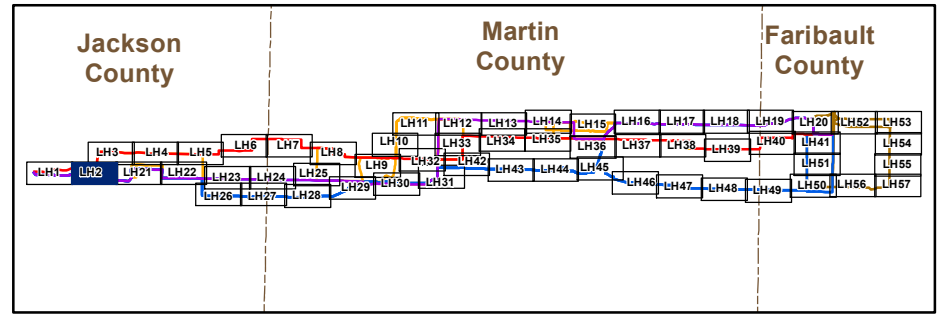 Jackson
County
Martin
County
Faribault
County
LH11 LH12 LH13 LH14 LH15 LH16 LH17 LH18 LH19 LH20 LH52 LH53
LH6 LH7 LH10 LH33 LH34 LH35 LH36 LH37 LH38 LH39 LH40 LH41 LH54
LH3 LH4 LH5 LH8 LH32 LH42
LH1 LH2 LH21 LH22 LH23 LH24 LH25 LH9 LH43 LH44 LH45 LH51 LH55
LH26 LH27 LH28 LH29 LH30 LH31 LH46 LH47 LH48 LH49 LH50 LH56 LH57